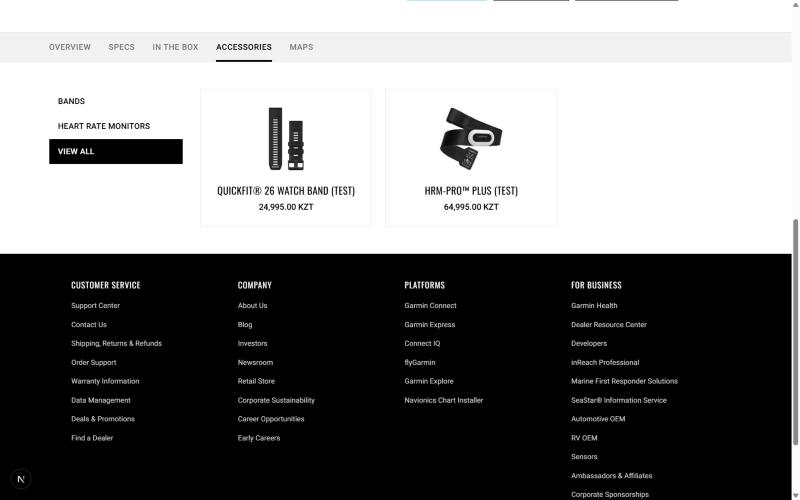 OVERVIEW SPECS IN THE BOX ACCESSORIES MAPS
BANDS
HEART RATE MONITORS
VIEW ALL
QUICKFIT® 26 WATCH BAND (TEST)
24,995.00 KZT
HRM-PRO™ PLUS (TEST)
64,995.00 KZT
CUSTOMER SERVICE
Support Center
Contact Us
Shipping, Returns & Refunds
Order Support
Warranty Information
Data Management
Deals & Promotions
Find a Dealer
COMPANY
About Us
Blog
Investors
Newsroom
Retail Store
Corporate Sustainability
Career Opportunities
Early Careers
PLATFORMS
Garmin Connect
Garmin Express
Connect IQ
flyGarmin
Garmin Explore
Navionics Chart Installer
FOR BUSINESS
Garmin Health
Dealer Resource Center
Developers
inReach Professional
Marine First Responder Solutions
SeaStar® Information Service
Automotive OEM
RV OEM
Sensors
Ambassadors & Affiliates
Corporate Sponsorships
N